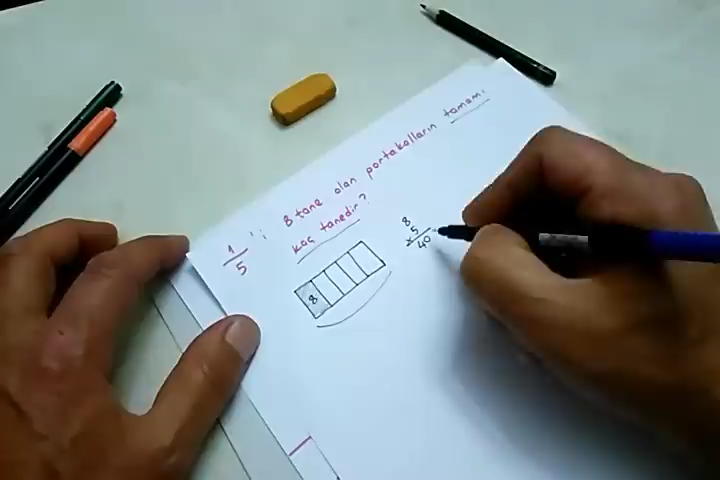 1/5 'i 8 tane olan portakalların tamamı
kaç tanedir?
8
8
x 5
40